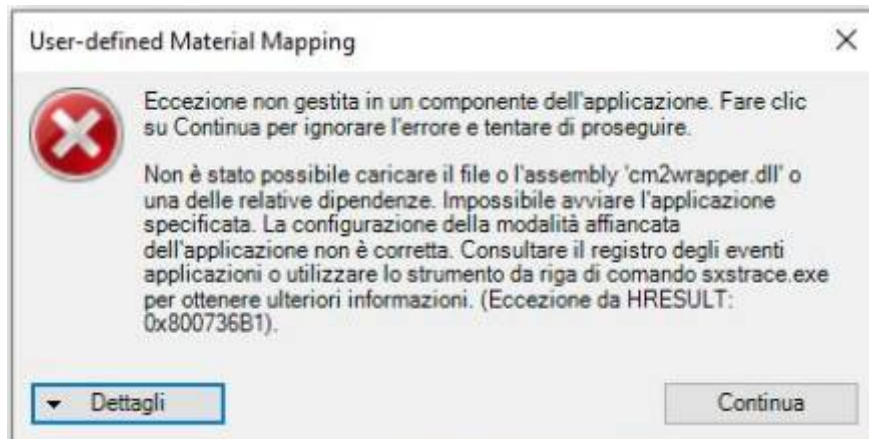 User-defined Material Mapping
Eccezione non gestita in un componente dell'applicazione. Fare clic
su Continua per ignorare l'errore e tentare di proseguire.
Non è stato possibile caricare il file o l'assembly 'cm2wrapper.dll' o
una delle relative dipendenze. Impossibile avviare l'applicazione
specificata. La configurazione della modalità affiancata
dell'applicazione non è corretta. Consultare il registro degli eventi
applicazioni o utilizzare lo strumento da riga di comando sxstrace.exe
per ottenere ulteriori informazioni. (Eccezione da HRESULT:
0x800736B1).
Dettagli
Continua